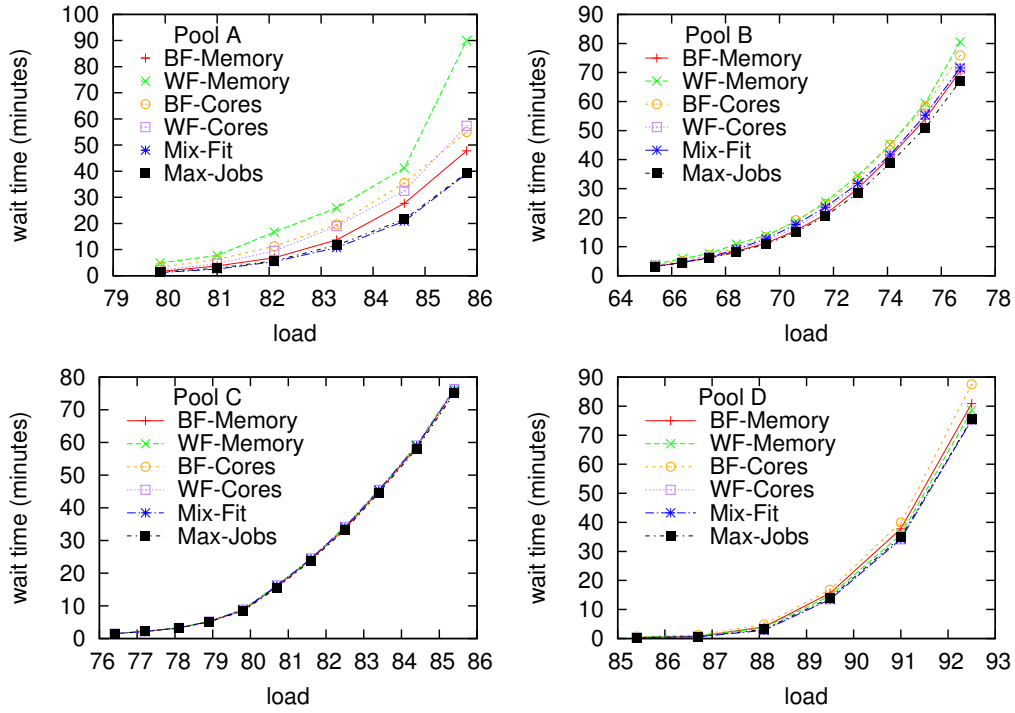 Pool A
BF-Memory
WF-Memory
BF-Cores
WF-Cores
Mix-Fit
Max-Jobs
wait time (minutes)
100
90
80
70
60
50
40
30
20
10
0
79 80 81 82 83 84 85 86
load
Pool B
BF-Memory
WF-Memory
BF-Cores
WF-Cores
Mix-Fit
Max-Jobs
wait time (minutes)
90
80
70
60
50
40
30
20
10
0
64 66 68 70 72 74 76 78
load
Pool C
BF-Memory
WF-Memory
BF-Cores
WF-Cores
Mix-Fit
Max-Jobs
wait time (minutes)
80
70
60
50
40
30
20
10
0
76 77 78 79 80 81 82 83 84 85 86
load
Pool D
BF-Memory
WF-Memory
BF-Cores
WF-Cores
Mix-Fit
Max-Jobs
wait time (minutes)
90
80
70
60
50
40
30
20
10
0
85 86 87 88 89 90 91 92 93
load